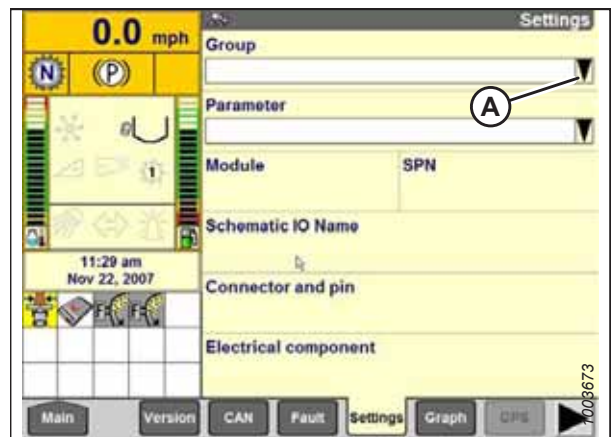 0.0 mph
Settings
N
(P)
Group
A
Parameter
Module
SPN
1
Schematic IO Name
11:29 am
Nov 22, 2007
Connector and pin
Electrical component
Main
Version
CAN
Fault
Settings
Graph
GPS
1003673